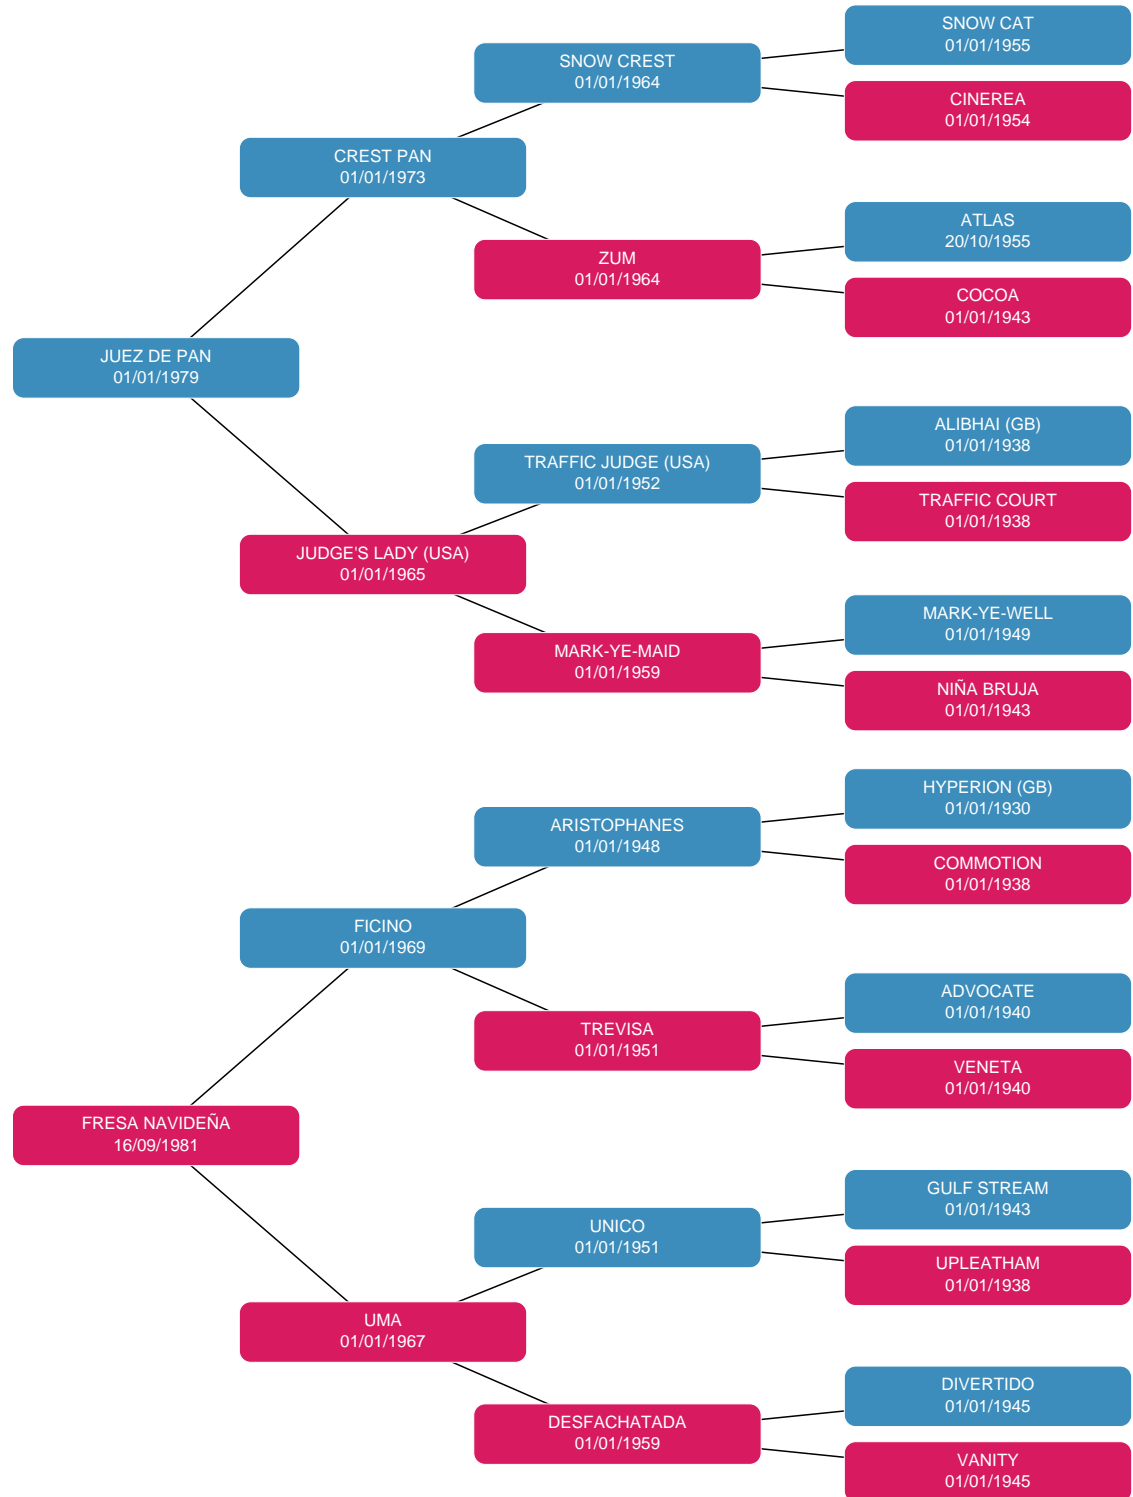 SNOW CAT
01/01/1955
SNOW CREST
01/01/1964
CINEREA
01/01/1954
CREST PAN
01/01/1973
ATLAS
20/10/1955
ZUM
01/01/1964
COCOA
01/01/1943
JUEZ DE PAN
01/01/1979
ALIBHAI (GB)
01/01/1938
TRAFFIC JUDGE (USA)
01/01/1952
TRAFFIC COURT
01/01/1938
JUDGE'S LADY (USA)
01/01/1965
MARK-YE-WELL
01/01/1949
MARK-YE-MAID
01/01/1959
NIÑA BRUJA
01/01/1943
HYPERION (GB)
01/01/1930
ARISTOPHANES
01/01/1948
COMMOTION
01/01/1938
FICINO
01/01/1969
ADVOCATE
01/01/1940
TREVISA
01/01/1951
VENETA
01/01/1940
FRESA NAVIDEÑA
16/09/1981
GULF STREAM
01/01/1943
UNICO
01/01/1951
UPLEATHAM
01/01/1938
UMA
01/01/1967
DIVERTIDO
01/01/1945
DESFACHATADA
01/01/1959
VANITY
01/01/1945